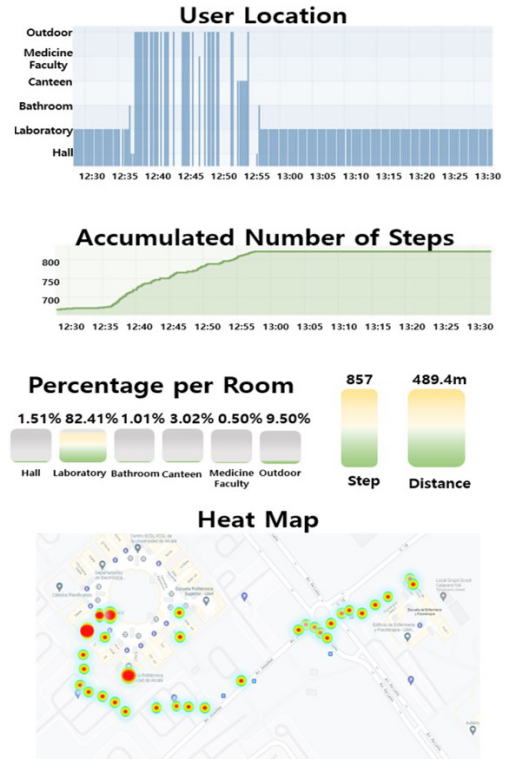 User Location
Outdoor
Medicine
Faculty
Canteen
Bathroom
Laboratory
Hall
12:30 12:35 12:40 12:45 12:50 12:55 13:00 13:05 13:10 13:15 13:20 13:25 13:30
Accumulated Number of Steps
800
750
700
12:30 12:35 12:40 12:45 12:50 12:55 13:00 13:05 13:10 13:15 13:20 13:25 13:30
Percentage per Room
1.51% 82.41% 1.01% 3.02% 0.50% 9.50%
Hall Laboratory Bathroom Canteen Medicine Outdoor
Faculty
857 489.4m
Step Distance
Heat Map